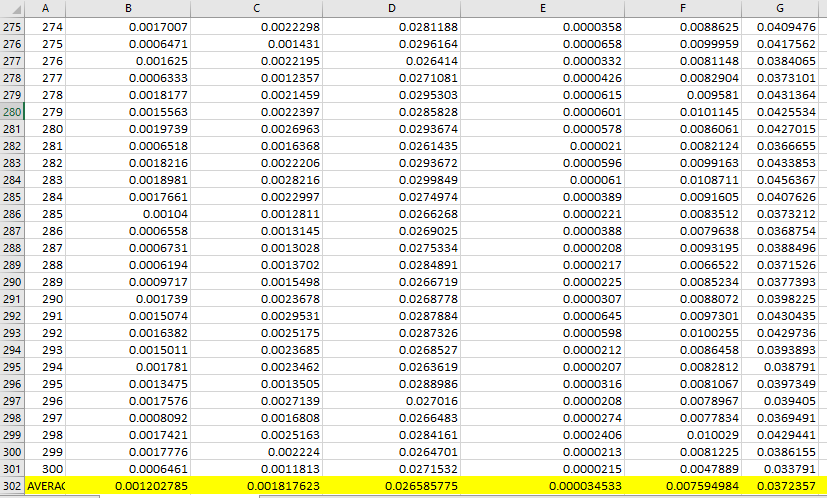 A B C D E F G
275 274 0.0017007 0.0022298 0.0281188 0.0000358 0.0088625 0.0409476
276 275 0.0006471 0.001431 0.0296164 0.0000658 0.0099959 0.0417562
277 276 0.001625 0.0022195 0.026414 0.0000332 0.0081148 0.0384065
278 277 0.0006333 0.0012357 0.0271081 0.0000426 0.0082904 0.0373101
279 278 0.0018177 0.0021459 0.0295303 0.0000615 0.009581 0.0431364
280 279 0.0015563 0.0022397 0.0285828 0.0000601 0.0101145 0.0425534
281 280 0.0019739 0.0026963 0.0293674 0.0000578 0.0086061 0.0427015
282 281 0.0006518 0.0016368 0.0261435 0.000021 0.0082124 0.0366655
283 282 0.0018216 0.0022206 0.0293672 0.0000596 0.0099163 0.0433853
284 283 0.0018981 0.0028216 0.0299849 0.000061 0.0108711 0.0456367
285 284 0.0017661 0.0022997 0.0274974 0.0000389 0.0091605 0.0407626
286 285 0.00104 0.0012811 0.0266268 0.0000221 0.0083512 0.0373212
287 286 0.0006558 0.0013145 0.0269025 0.0000388 0.0079638 0.0368754
288 287 0.0006731 0.0013028 0.0275334 0.0000208 0.0093195 0.0388496
289 288 0.0006194 0.0013702 0.0284891 0.0000217 0.0066522 0.0371526
290 289 0.0009717 0.0015498 0.0266719 0.0000225 0.0085234 0.0377393
291 290 0.001739 0.0023678 0.0268778 0.0000307 0.0088072 0.0398225
292 291 0.0015074 0.0029531 0.0287884 0.0000645 0.0097301 0.0430435
293 292 0.0016382 0.0025175 0.0287326 0.0000598 0.0100255 0.0429736
294 293 0.0015011 0.0023685 0.0268527 0.0000212 0.0086458 0.0393893
295 294 0.001781 0.0023462 0.0263619 0.0000207 0.0082812 0.038791
296 295 0.0013475 0.0013505 0.0288986 0.0000316 0.0081067 0.0397349
297 296 0.0017576 0.0027139 0.027016 0.0000208 0.0078967 0.039405
298 297 0.0008092 0.0016808 0.0266483 0.0000274 0.0077834 0.0369491
299 298 0.0017421 0.0025163 0.0284161 0.0002406 0.010029 0.0429441
300 299 0.0017776 0.002224 0.0264701 0.0000213 0.0081225 0.0386155
301 300 0.0006461 0.0011813 0.0271532 0.0000215 0.0047889 0.033791
302 AVERAG 0.001202785 0.001817623 0.026585775 0.000034533 0.007594984 0.0372357